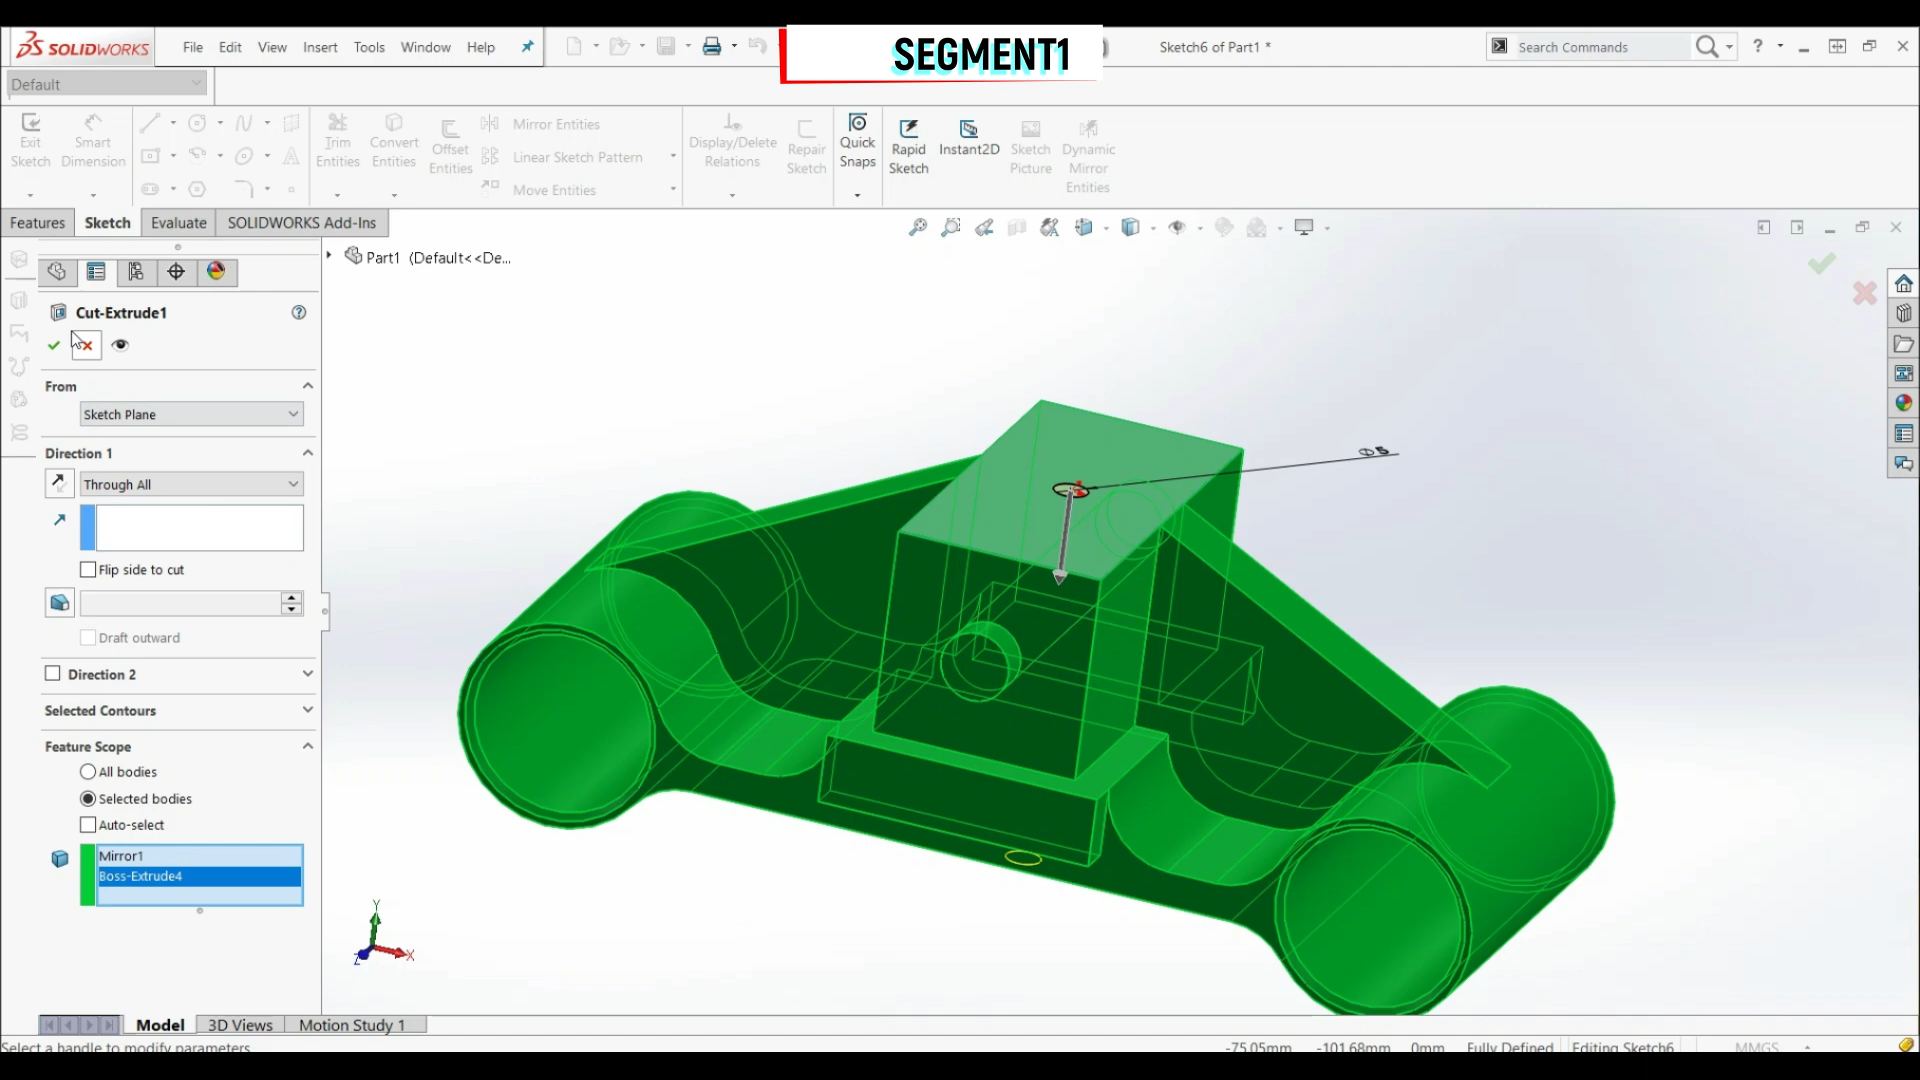 SOLIDWORKS File Edit View Insert Tools Window Help SEGMENT1 Sketch6 of Part1 * Search Commands ?
Default
Exit Sketch Smart Dimension Trim Entities Convert Entities Offset Entities Mirror Entities Linear Sketch Pattern Move Entities Display/Delete Relations Repair Sketch Quick Snaps Rapid Sketch Instant2D Sketch Picture Dynamic Mirror Entities
Features Sketch Evaluate SOLIDWORKS Add-Ins
Part1 (Default<<De...
Cut-Extrude1
From
Sketch Plane
Direction 1
Through All
Flip side to cut
Draft outward
Direction 2
Selected Contours
Feature Scope
All bodies
Selected bodies
Auto-select
Mirror1
Boss-Extrude4
∅5
Y
X
Z
Model 3D Views Motion Study 1
Select a handle to modify parameters -75.05mm -101.68mm 0mm Fully Defined Editing Sketch6 MMGS